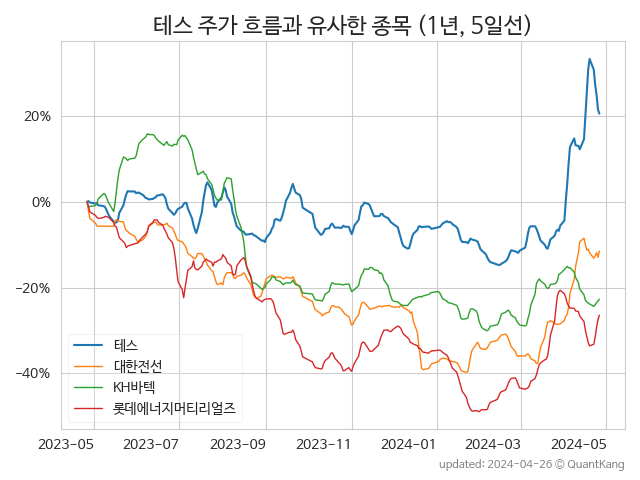 테스 주가 흐름과 유사한 종목 (1년, 5일선)
20%
0%
−20%
−40%
테스
대한전선
KH바텍
롯데에너지머티리얼즈
2023-05 2023-07 2023-09 2023-11 2024-01 2024-03 2024-05
updated: 2024-04-26 © QuantKang